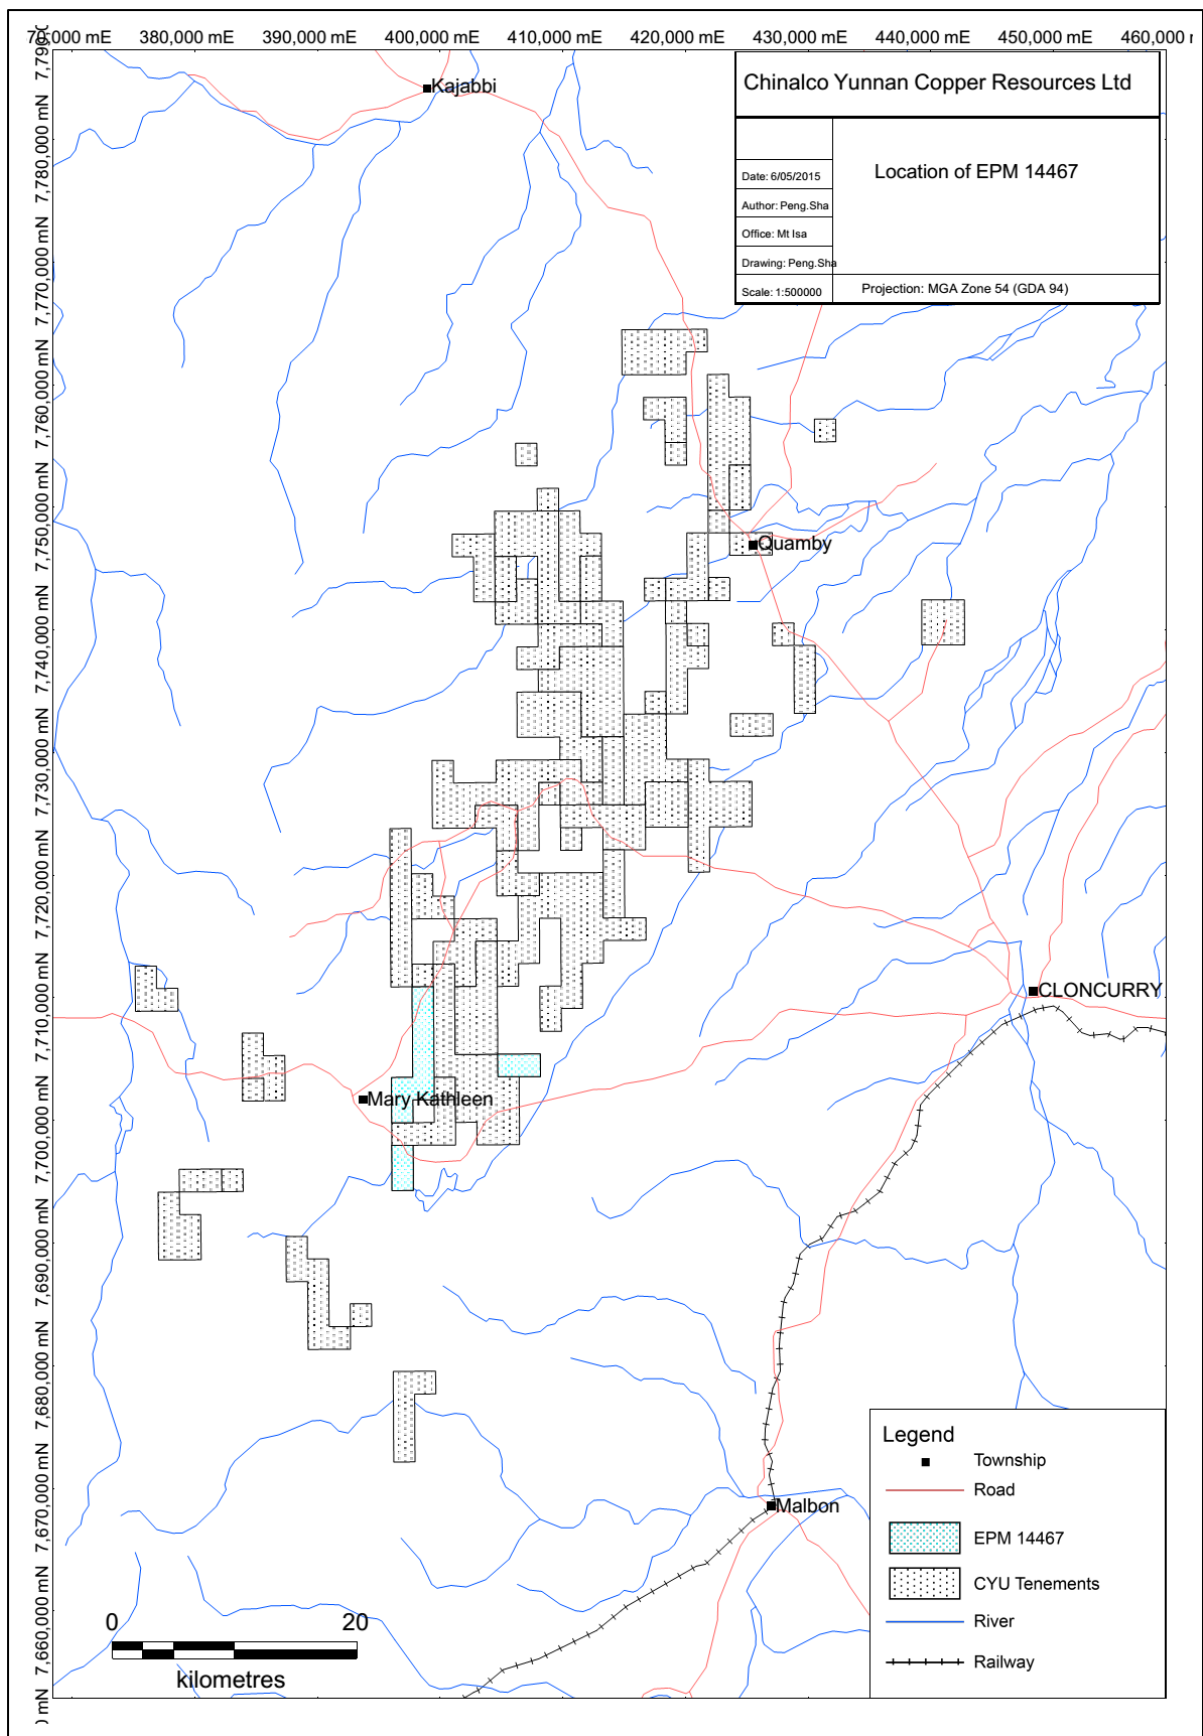 70,000 mE 380,000 mE 390,000 mE 400,000 mE 410,000 mE 420,000 mE 430,000 mE 440,000 mE 450,000 mE 460,000
Chinalco Yunnan Copper Resources Ltd
Location of EPM 14467
Date: 6/05/2015
Author: Peng.Sha
Office: Mt Isa
Drawing: Peng.Sha
Scale: 1:500000
Projection: MGA Zone 54 (GDA 94)
Kajabbi
7,780,000 mN
7,770,000 mN
7,760,000 mN
7,750,000 mN
Quamby
7,740,000 mN
7,730,000 mN
7,720,000 mN
7,710,000 mN
CLONCURRY
Mary Kathleen
7,700,000 mN
7,690,000 mN
7,680,000 mN
7,670,000 mN
Malbon
7,660,000 mN
0 mN
0 20
kilometres
Legend
Township
Road
EPM 14467
CYU Tenements
River
Railway